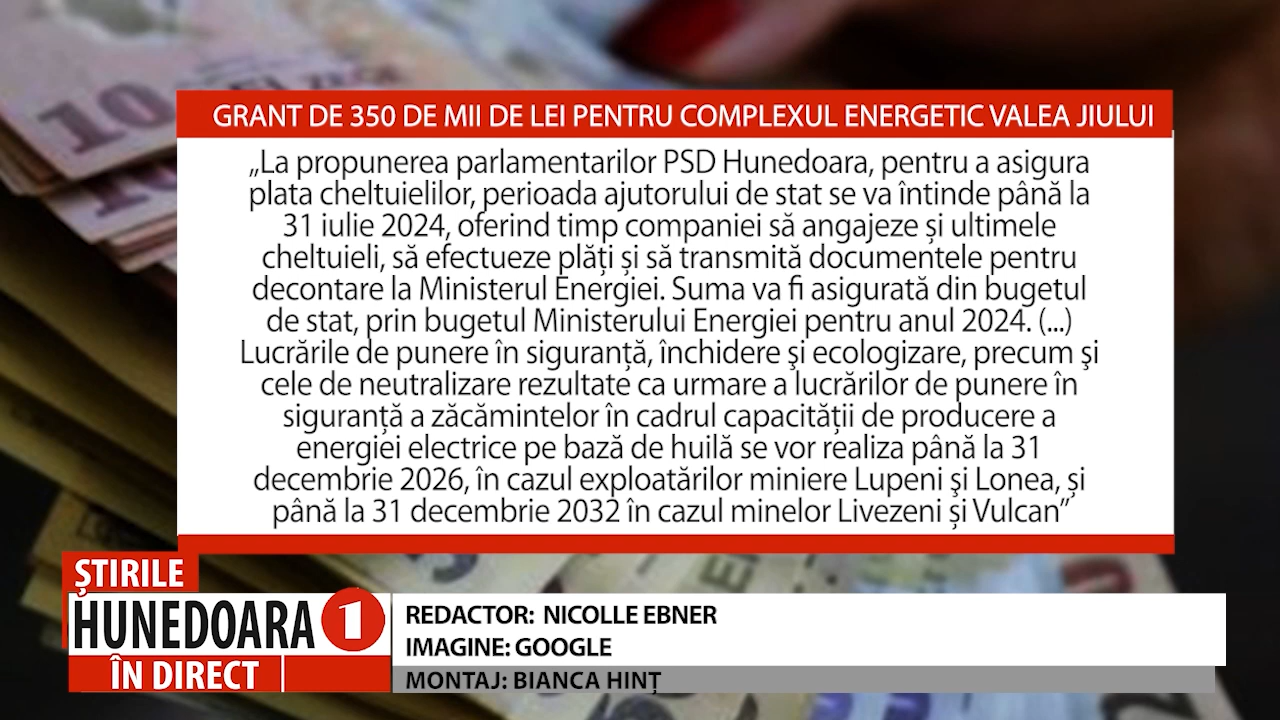 10
LEI ZECE
10
GRANT DE 350 DE MII DE LEI PENTRU COMPLEXUL ENERGETIC VALEA JIULUI
„La propunerea parlamentarilor PSD Hunedoara, pentru a asigura
plata cheltuielilor, perioada ajutorului de stat se va întinde până la
31 iulie 2024, oferind timp companiei să angajeze și ultimele
cheltuieli, să efectueze plăți și să transmită documentele pentru
decontare la Ministerul Energiei. Suma va fi asigurată din bugetul
de stat, prin bugetul Ministerului Energiei pentru anul 2024. (...)
Lucrările de punere în siguranță, închidere şi ecologizare, precum şi
cele de neutralizare rezultate ca urmare a lucrărilor de punere în
siguranță a zăcămintelor în cadrul capacității de producere a
energiei electrice pe bază de huilă se vor realiza până la 31
decembrie 2026, în cazul exploatărilor miniere Lupeni şi Lonea, și
până la 31 decembrie 2032 în cazul minelor Livezeni și Vulcan”
ȘTIRILE
HUNEDOARA 1
ÎN DIRECT
REDACTOR: NICOLLE EBNER
IMAGINE: GOOGLE
MONTAJ: BIANCA HINȚ